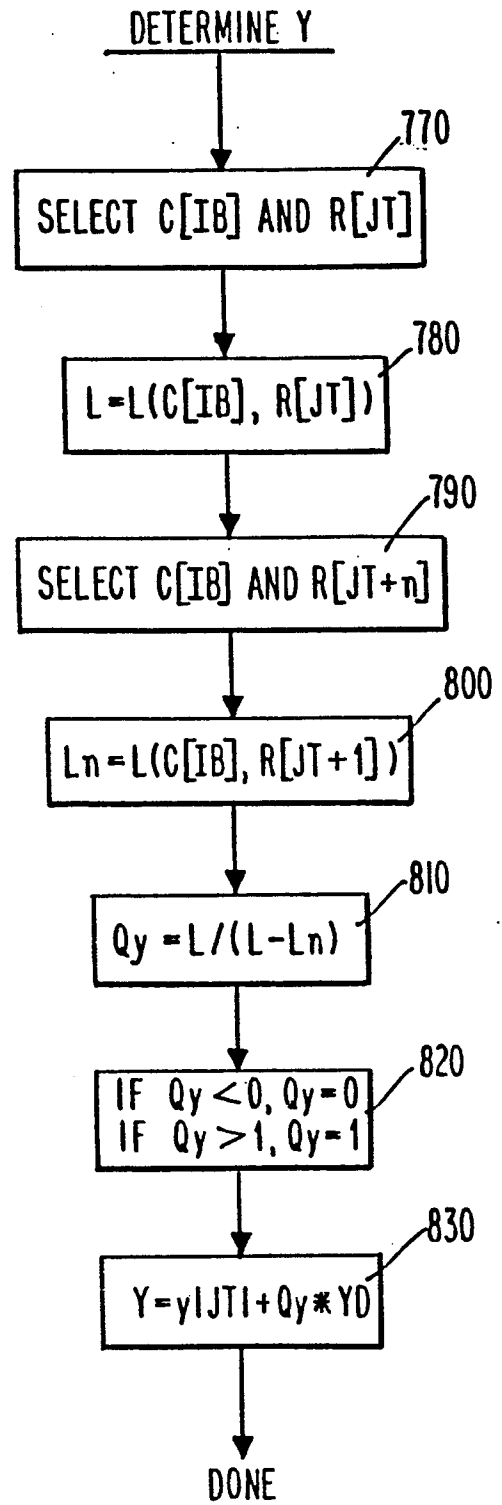 DETERMINE Y
770
SELECT C[IB] AND R[JT]
780
L=L(C[IB], R[JT])
790
SELECT C[IB] AND R[JT+n]
800
Ln=L(C[IB], R[JT+1])
810
Qy =L/(L-Ln)
820
IF Qy<0, Qy=0
IF Qy>1, Qy=1
830
Y=y|JT|+Qy* YD
DONE